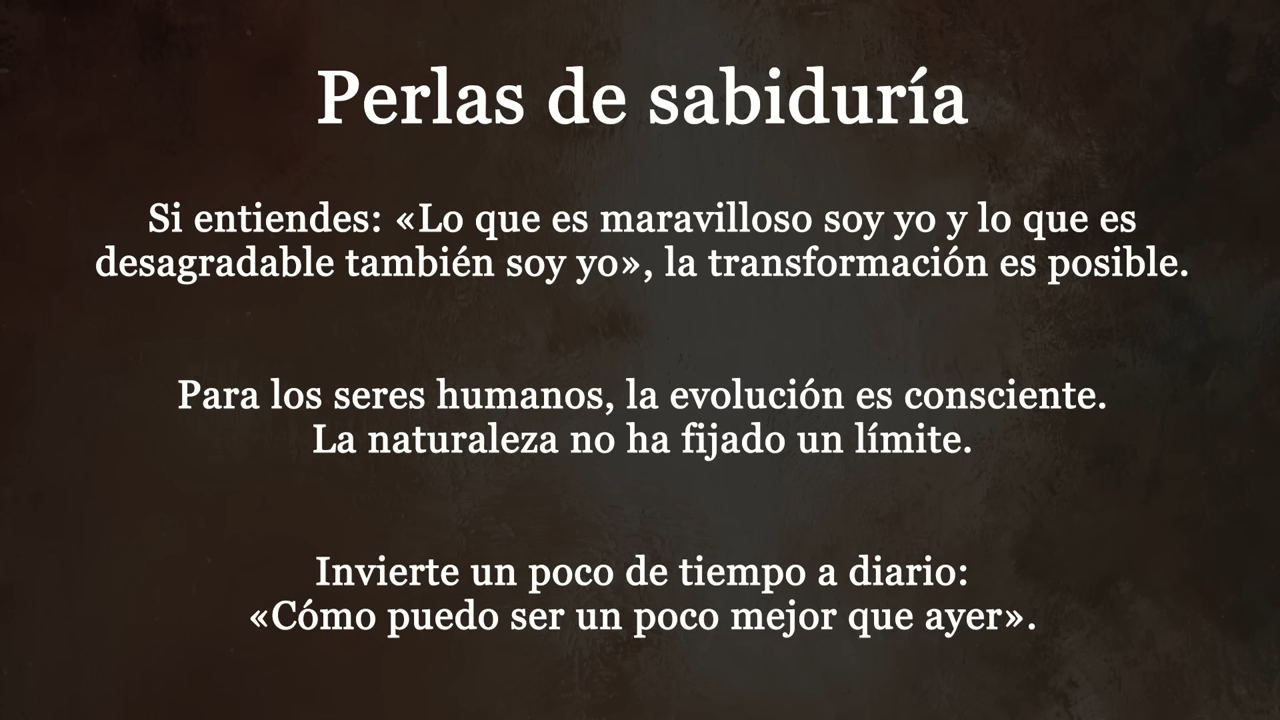 Perlas de sabiduría
Si entiendes: «Lo que es maravilloso soy yo y lo que es
desagradable también soy yo», la transformación es posible.
Para los seres humanos, la evolución es consciente.
La naturaleza no ha fijado un límite.
Invierte un poco de tiempo a diario:
«Cómo puedo ser un poco mejor que ayer».